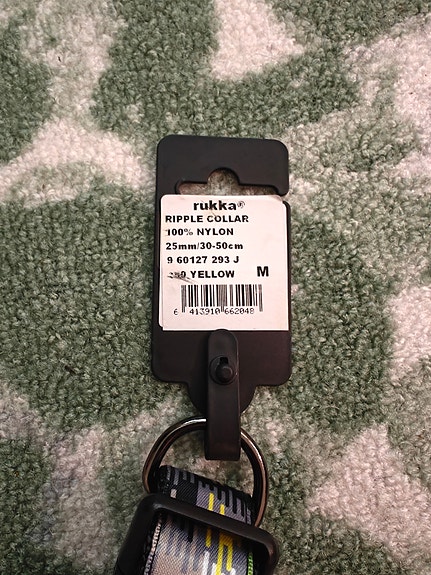 rukka®
RIPPLE COLLAR
100% NYLON
25mm/30-50cm
9 60127 293 J
YELLOW M
6 413910 662048